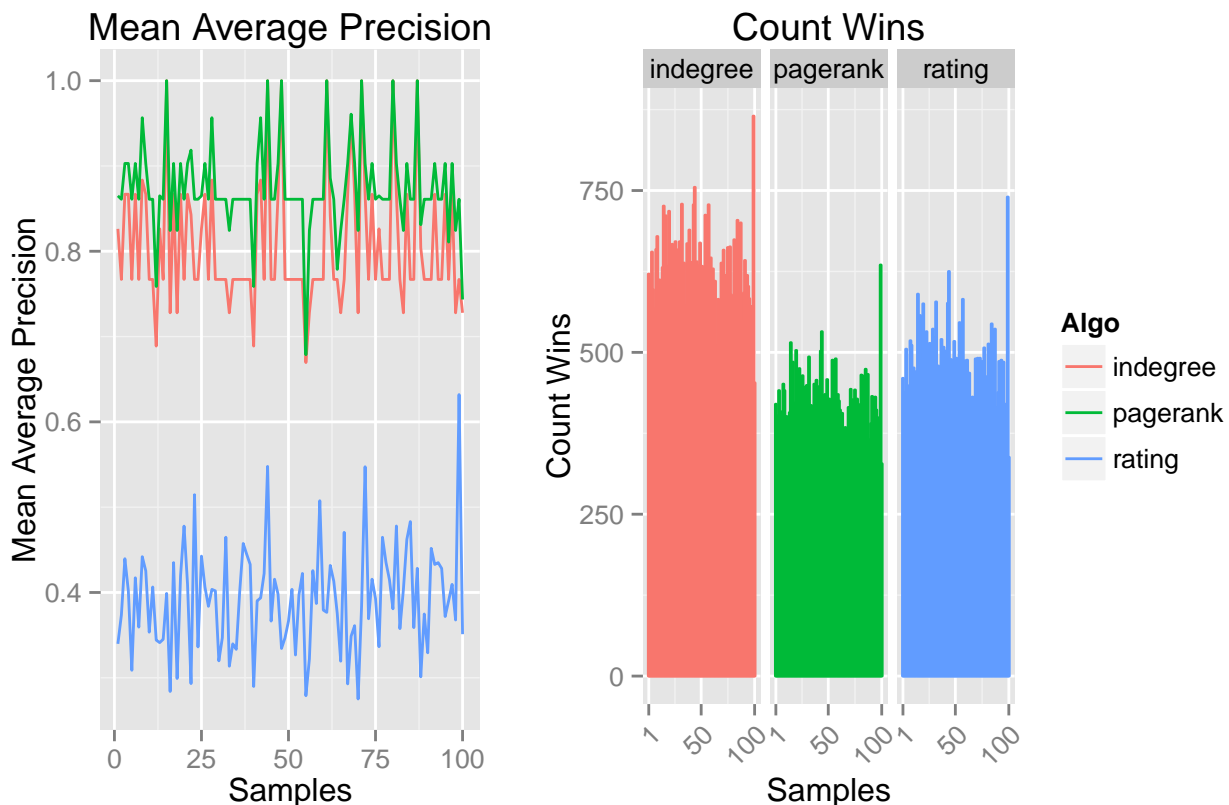 Mean Average Precision
Mean Average Precision
1.0
0.8
0.6
0.4
0
25
50
75
100
Samples
Count Wins
indegree
pagerank
rating
Count Wins
750
500
250
0
1
50
100
1
50
100
1
50
100
Samples
Algo
indegree
pagerank
rating